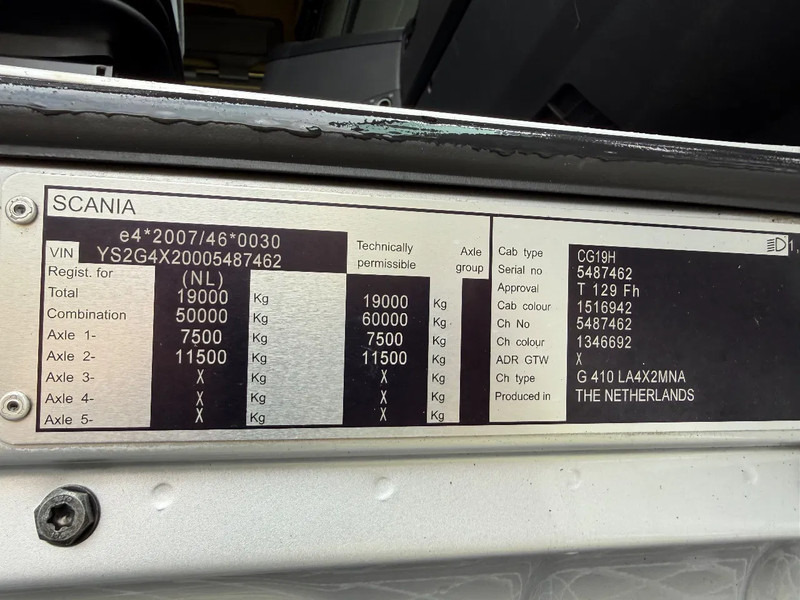 SCANIA
e4*2007/46*0030
VIN YS2G4X20005487462
Regist. for (NL) Technically permissible Axle group
Total 19000 Kg 19000 Kg
Combination 50000 Kg 60000 Kg
Axle 1- 7500 Kg 7500 Kg
Axle 2- 11500 Kg 11500 Kg
Axle 3- X Kg X Kg
Axle 4- X Kg X Kg
Axle 5- X Kg X Kg
Cab type CG19H 1,
Serial no 5487462
Approval T 129 Fh
Cab colour 1516942
Ch No 5487462
Ch colour 1346692
ADR GTW X
Ch type G 410 LA4X2MNA
Produced in THE NETHERLANDS